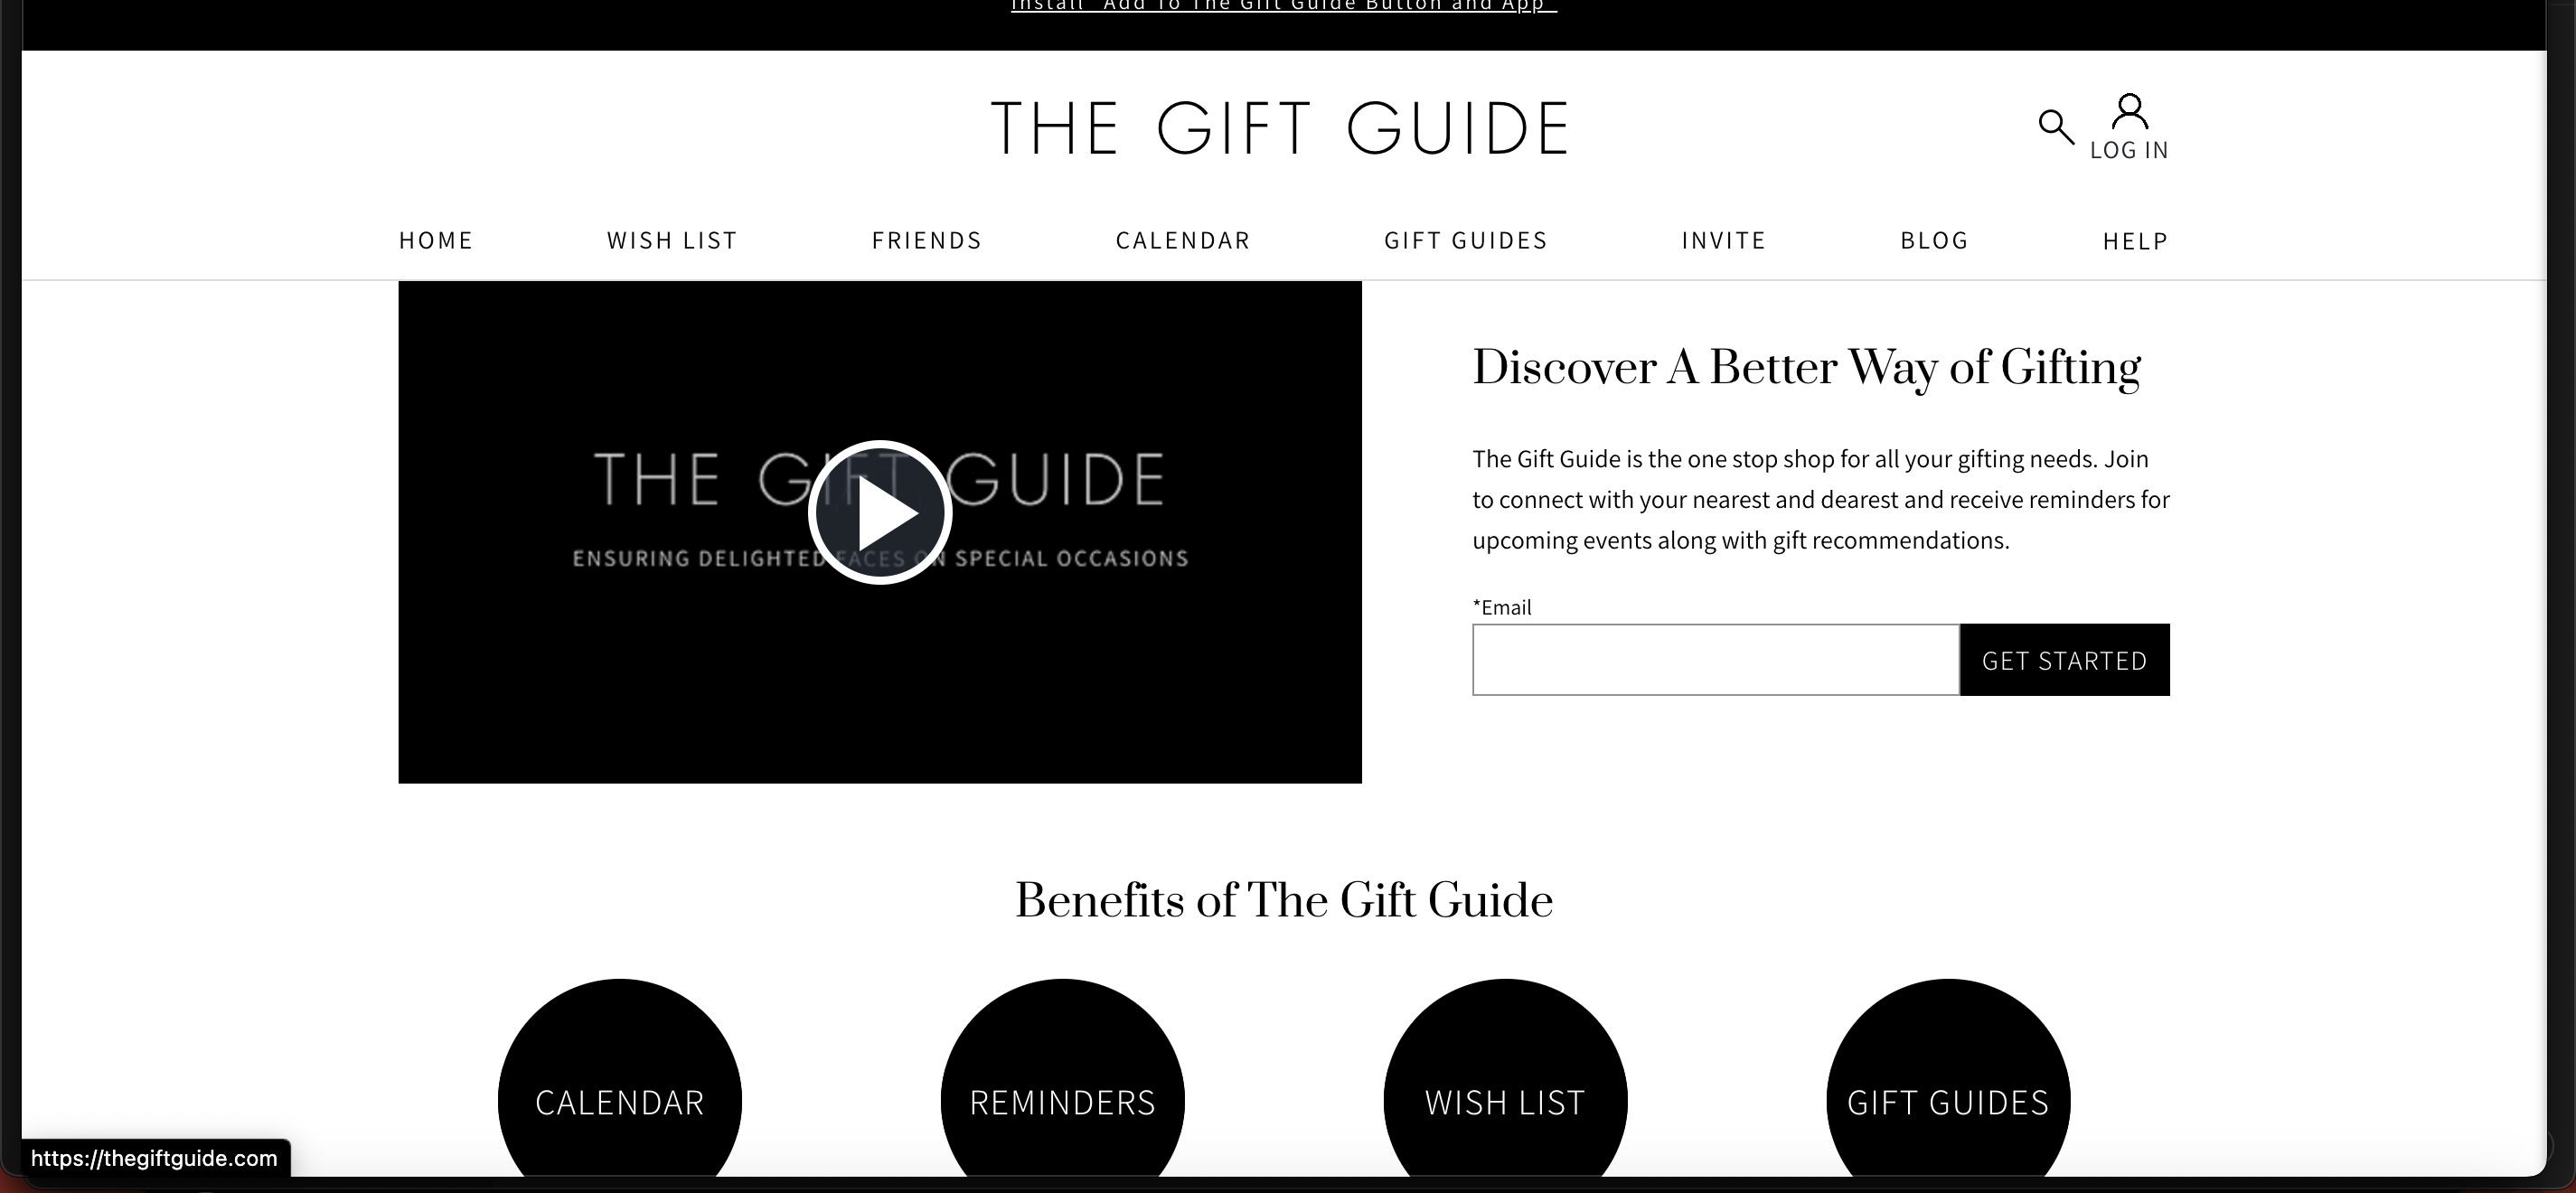 Install "Add To The Gift Guide Button and App"
THE GIFT GUIDE
LOG IN
HOME WISH LIST FRIENDS CALENDAR GIFT GUIDES INVITE BLOG HELP
THE GIFT GUIDE
ENSURING DELIGHTED FACES ON SPECIAL OCCASIONS
Discover A Better Way of Gifting
The Gift Guide is the one stop shop for all your gifting needs. Join
to connect with your nearest and dearest and receive reminders for
upcoming events along with gift recommendations.
*Email
GET STARTED
Benefits of The Gift Guide
CALENDAR REMINDERS WISH LIST GIFT GUIDES
https://thegiftguide.com